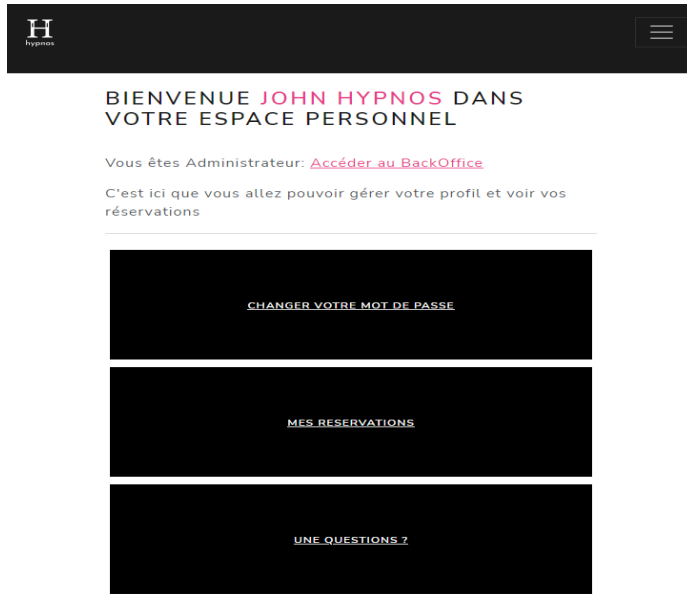 H
hypnos
BIENVENUE JOHN HYPNOS DANS
VOTRE ESPACE PERSONNEL
Vous êtes Administrateur: Accéder au BackOffice
C'est ici que vous allez pouvoir gérer votre profil et voir vos
réservations
CHANGER VOTRE MOT DE PASSE
MES RESERVATIONS
UNE QUESTIONS ?